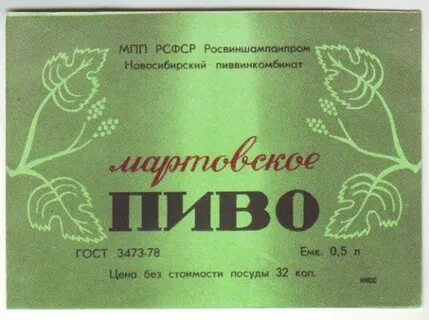 МПП РСФСР Росвиншампанпром
Новосибирский пиввинкомбинат
мартовское
ПИВО
ГОСТ 3473-78 Емк. 0,5 л
Цена без стоимости посуды 32 коп.